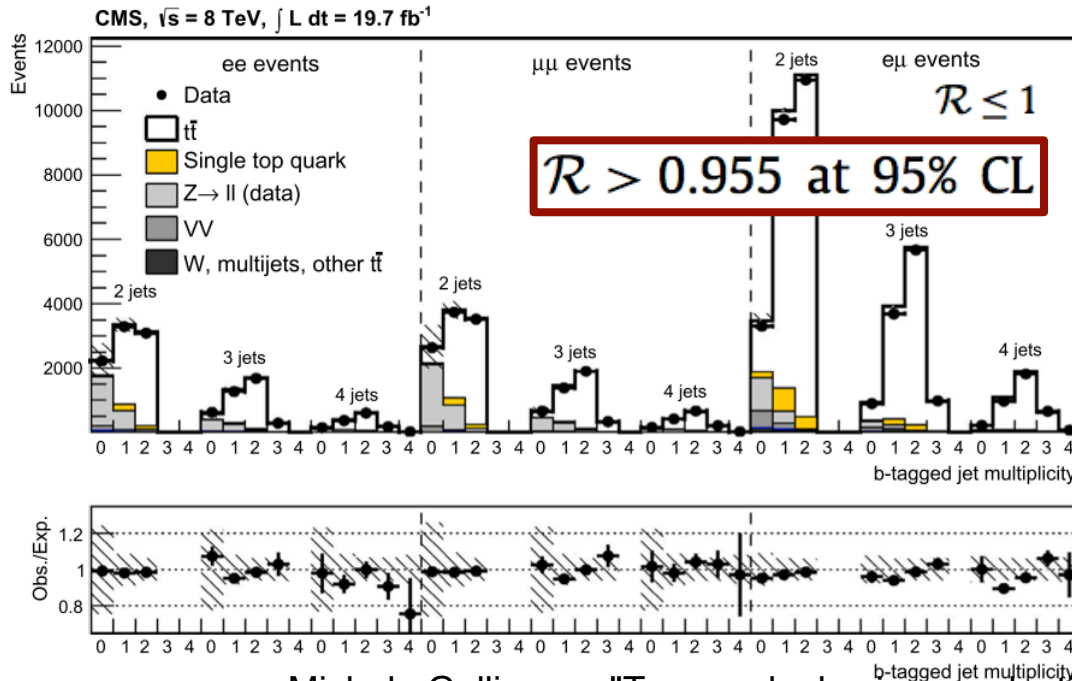 CMS, √s = 8 TeV, ∫ L dt = 19.7 fb⁻¹
Events
12000
10000
8000
6000
4000
2000
ee events
μμ events
eμ events
Data
tt̄
Single top quark
Z→ ll (data)
VV
W, multijets, other tt̄
2 jets
3 jets
4 jets
2 jets
3 jets
4 jets
2 jets
3 jets
4 jets
R ≤ 1
R > 0.955 at 95% CL
0 1 2 3 4 0 1 2 3 4 0 1 2 3 4 0 1 2 3 4 0 1 2 3 4 0 1 2 3 4 0 1 2 3 4 0 1 2 3 4 0 1 2 3 4
b-tagged jet multiplicity
Obs./Exp.
1.2
1
0.8
0 1 2 3 4 0 1 2 3 4 0 1 2 3 4 0 1 2 3 4 0 1 2 3 4 0 1 2 3 4 0 1 2 3 4 0 1 2 3 4 0 1 2 3 4
b-tagged jet multiplicity